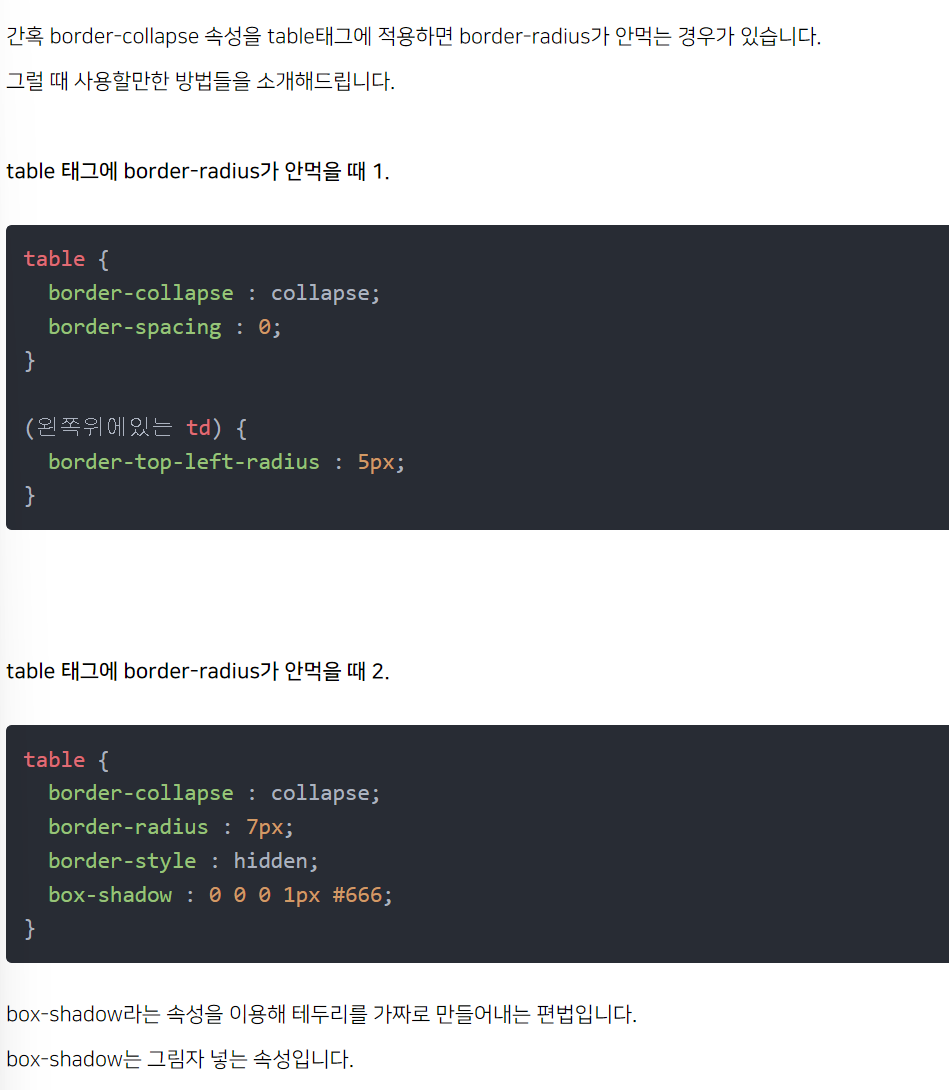 간혹 border-collapse 속성을 table태그에 적용하면 border-radius가 안먹는 경우가 있습니다.
그럴 때 사용할만한 방법들을 소개해드립니다.
table 태그에 border-radius가 안먹을 때 1.
table {
  border-collapse : collapse;
  border-spacing : 0;
}
(왼쪽위에있는 td) {
  border-top-left-radius : 5px;
}
table 태그에 border-radius가 안먹을 때 2.
table {
  border-collapse : collapse;
  border-radius : 7px;
  border-style : hidden;
  box-shadow : 0 0 0 1px #666;
}
box-shadow라는 속성을 이용해 테두리를 가짜로 만들어내는 편법입니다.
box-shadow는 그림자 넣는 속성입니다.